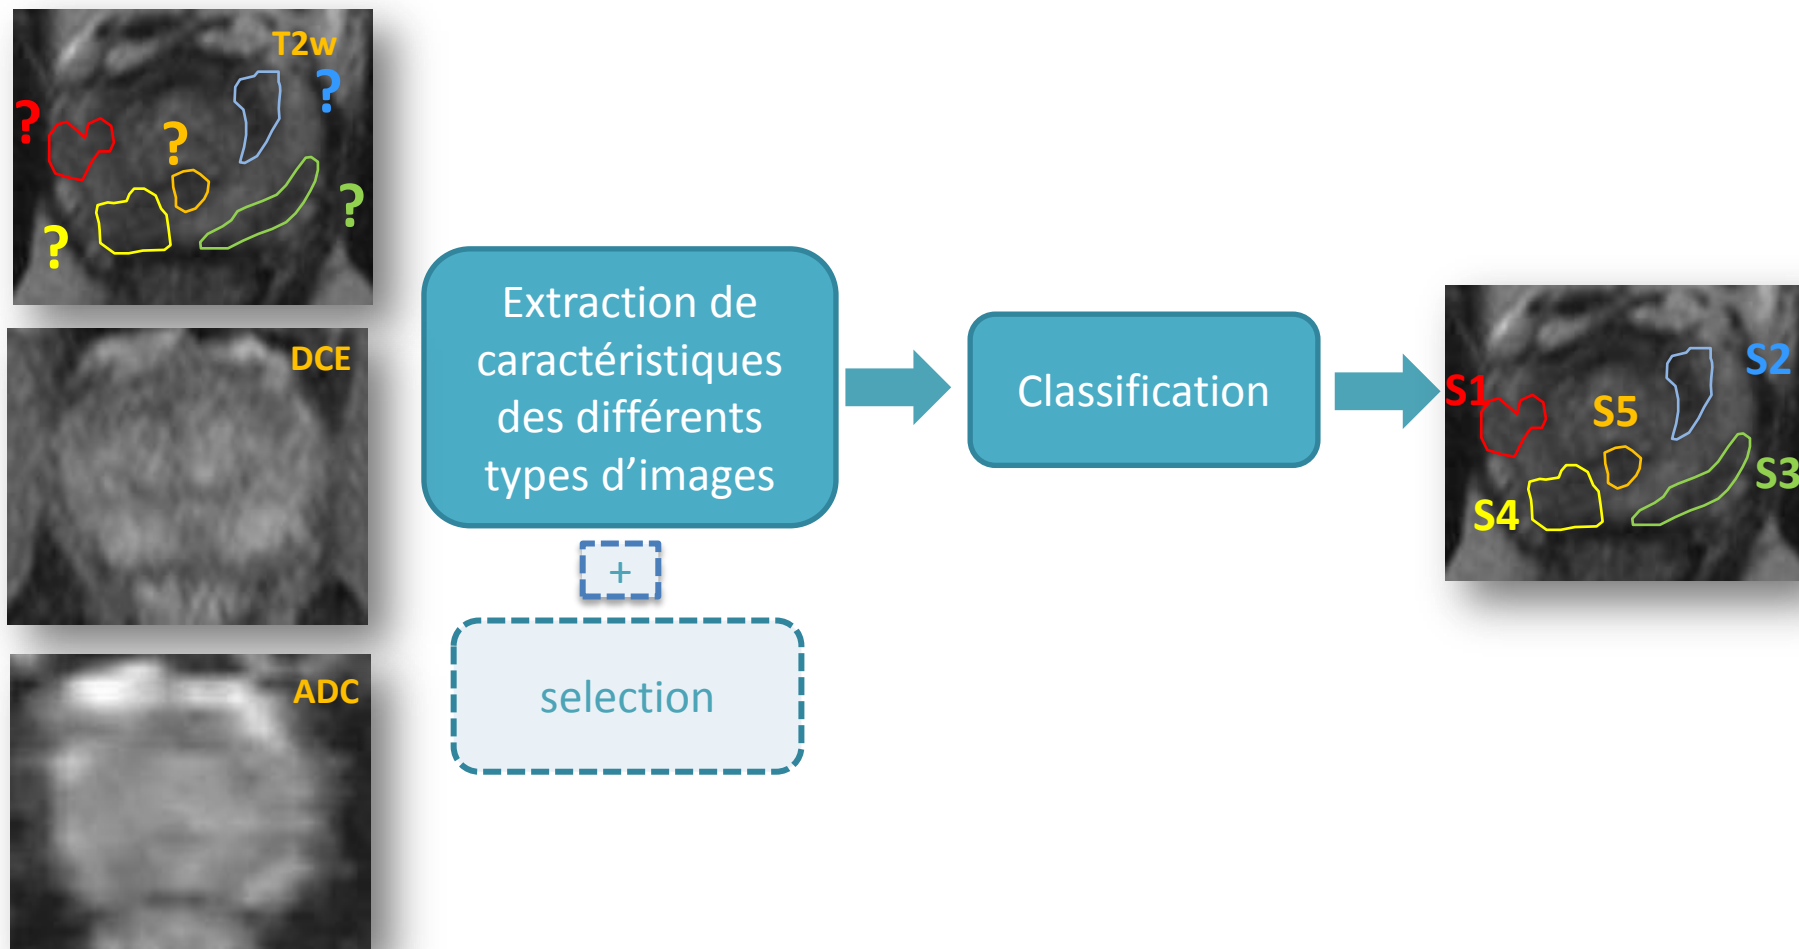 T2w
?
?
?
?
?
DCE
ADC
Extraction de
caractéristiques
des différents
types d'images
+
selection
Classification
S1
S2
S5
S3
S4